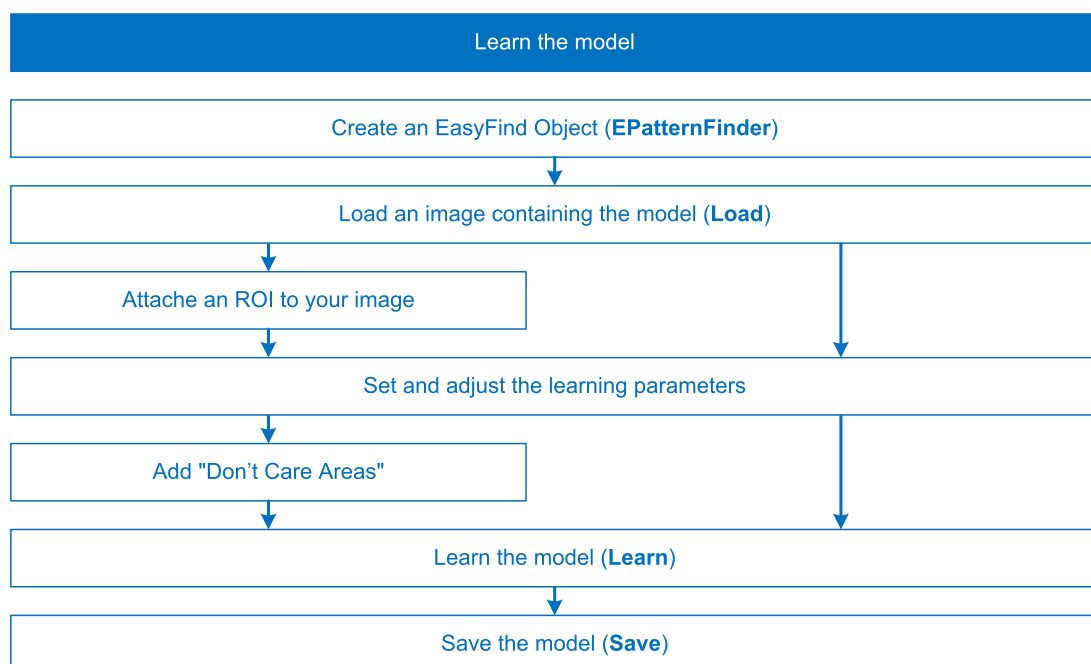 Learn the model
Create an EasyFind Object (EPatternFinder)
Load an image containing the model (Load)
Attache an ROI to your image
Set and adjust the learning parameters
Add "Don’t Care Areas"
Learn the model (Learn)
Save the model (Save)